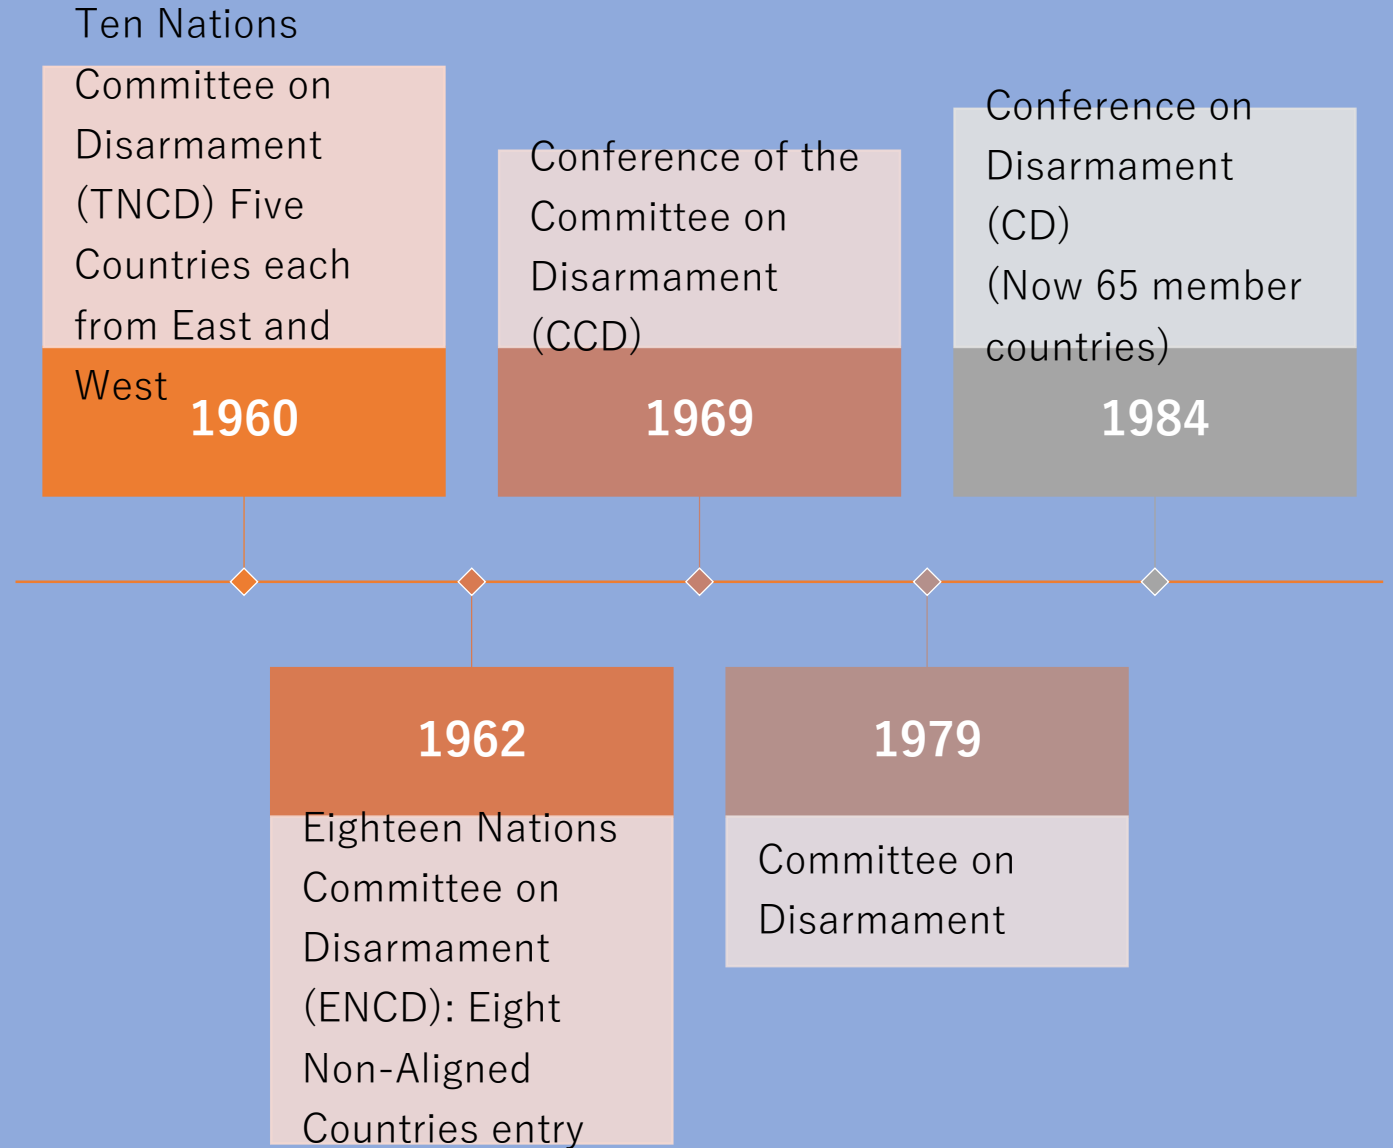 Ten Nations
Committee on
Disarmament
(TNCD) Five
Countries each
from East and
West
1960
Conference of the
Committee on
Disarmament
(CCD)
1969
Conference on
Disarmament
(CD)
(Now 65 member
countries)
1984
1962
Eighteen Nations
Committee on
Disarmament
(ENCD): Eight
Non-Aligned
Countries entry
1979
Committee on
Disarmament